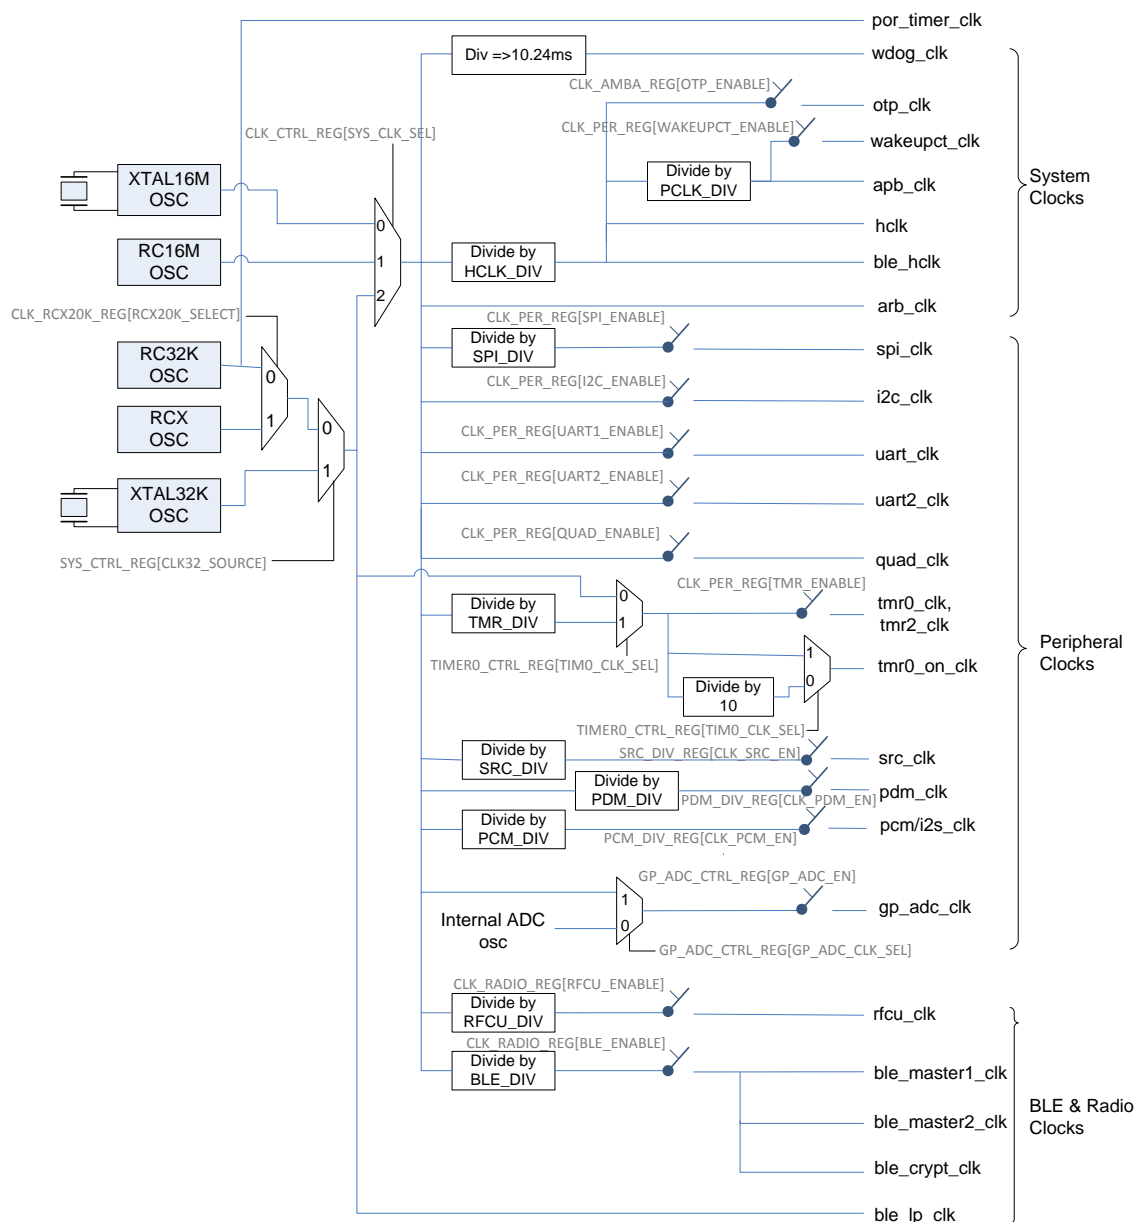 por_timer_clk
Div =>10.24ms
wdog_clk
CLK_AMBA_REG[OTP_ENABLE]
otp_clk
CLK_CTRL_REG[SYS_CLK_SEL]
CLK_PER_REG[WAKEUPCT_ENABLE]
wakeupct_clk
XTAL16M
OSC
Divide by
PCLK_DIV
apb_clk
System
Clocks
0
hclk
RC16M
OSC
1
Divide by
HCLK_DIV
ble_hclk
2
arb_clk
CLK_RCX20K_REG[RCX20K_SELECT]
CLK_PER_REG[SPI_ENABLE]
RC32K
OSC
0
Divide by
SPI_DIV
spi_clk
CLK_PER_REG[I2C_ENABLE]
i2c_clk
RCX
OSC
1
0
CLK_PER_REG[UART1_ENABLE]
uart_clk
1
XTAL32K
OSC
CLK_PER_REG[UART2_ENABLE]
uart2_clk
CLK_PER_REG[QUAD_ENABLE]
quad_clk
SYS_CTRL_REG[CLK32_SOURCE]
CLK_PER_REG[TMR_ENABLE]
0
Divide by
TMR_DIV
1
tmr0_clk,
tmr2_clk
Peripheral
Clocks
TIMER0_CTRL_REG[TIM0_CLK_SEL]
1
tmr0_on_clk
0
Divide by
10
TIMER0_CTRL_REG[TIM0_CLK_SEL]
Divide by
SRC_DIV
SRC_DIV_REG[CLK_SRC_EN]
src_clk
Divide by
PDM_DIV
PDM_DIV_REG[CLK_PDM_EN]
pdm_clk
Divide by
PCM_DIV
PCM_DIV_REG[CLK_PCM_EN]
pcm/i2s_clk
GP_ADC_CTRL_REG[GP_ADC_EN]
1
gp_adc_clk
Internal ADC
osc
0
GP_ADC_CTRL_REG[GP_ADC_CLK_SEL]
CLK_RADIO_REG[RFCU_ENABLE]
Divide by
RFCU_DIV
rfcu_clk
CLK_RADIO_REG[BLE_ENABLE]
Divide by
BLE_DIV
ble_master1_clk
BLE & Radio
Clocks
ble_master2_clk
ble_crypt_clk
ble_lp_clk